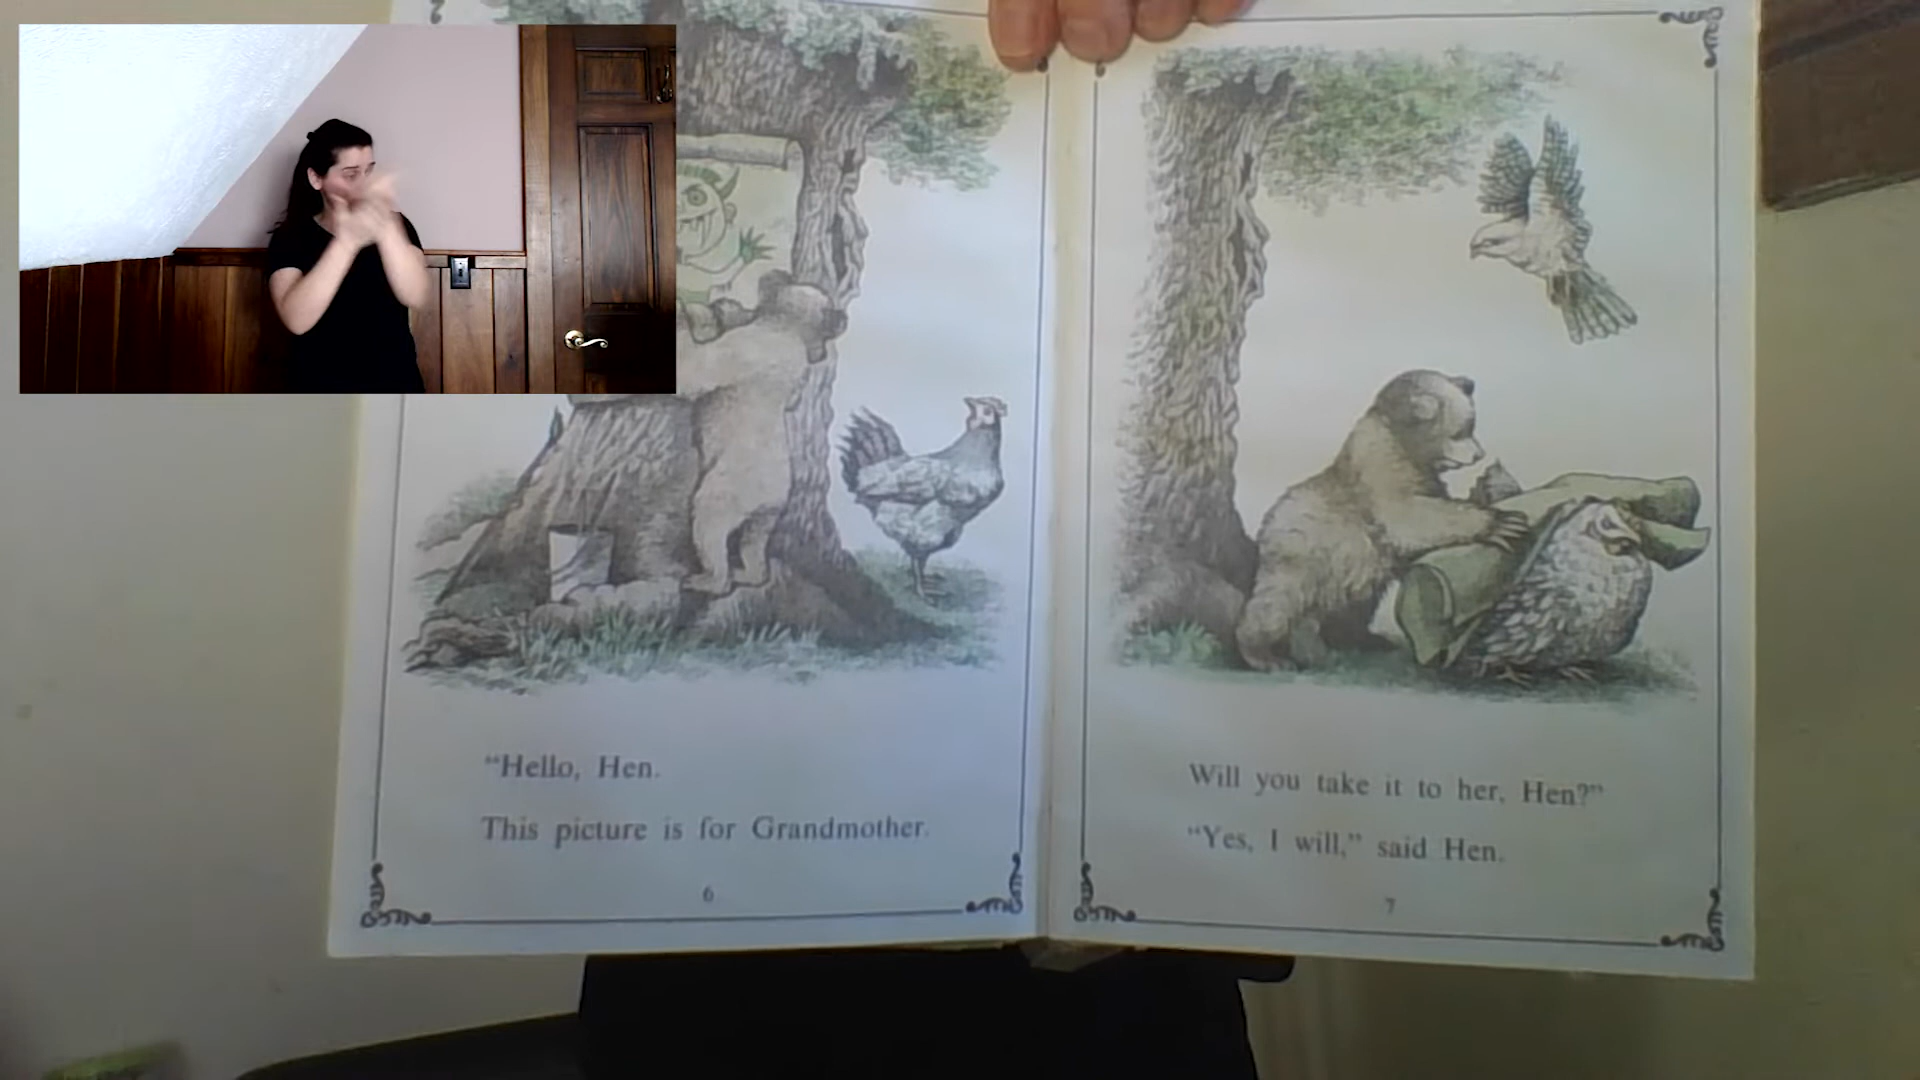 “Hello, Hen.
This picture is for Grandmother.
6
Will you take it to her, Hen?”
“Yes, I will,” said Hen.
7